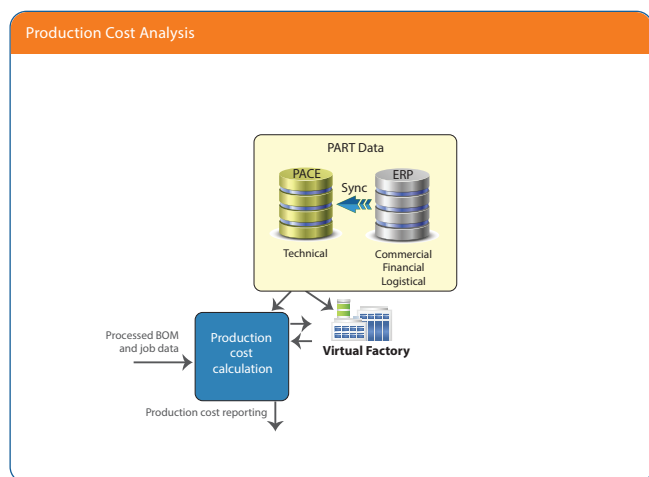 Production Cost Analysis
PART Data
PACE
ERP
Sync
Technical
Commercial
Financial
Logistical
Processed BOM
and job data
Production
cost
calculation
Virtual Factory
Production cost reporting